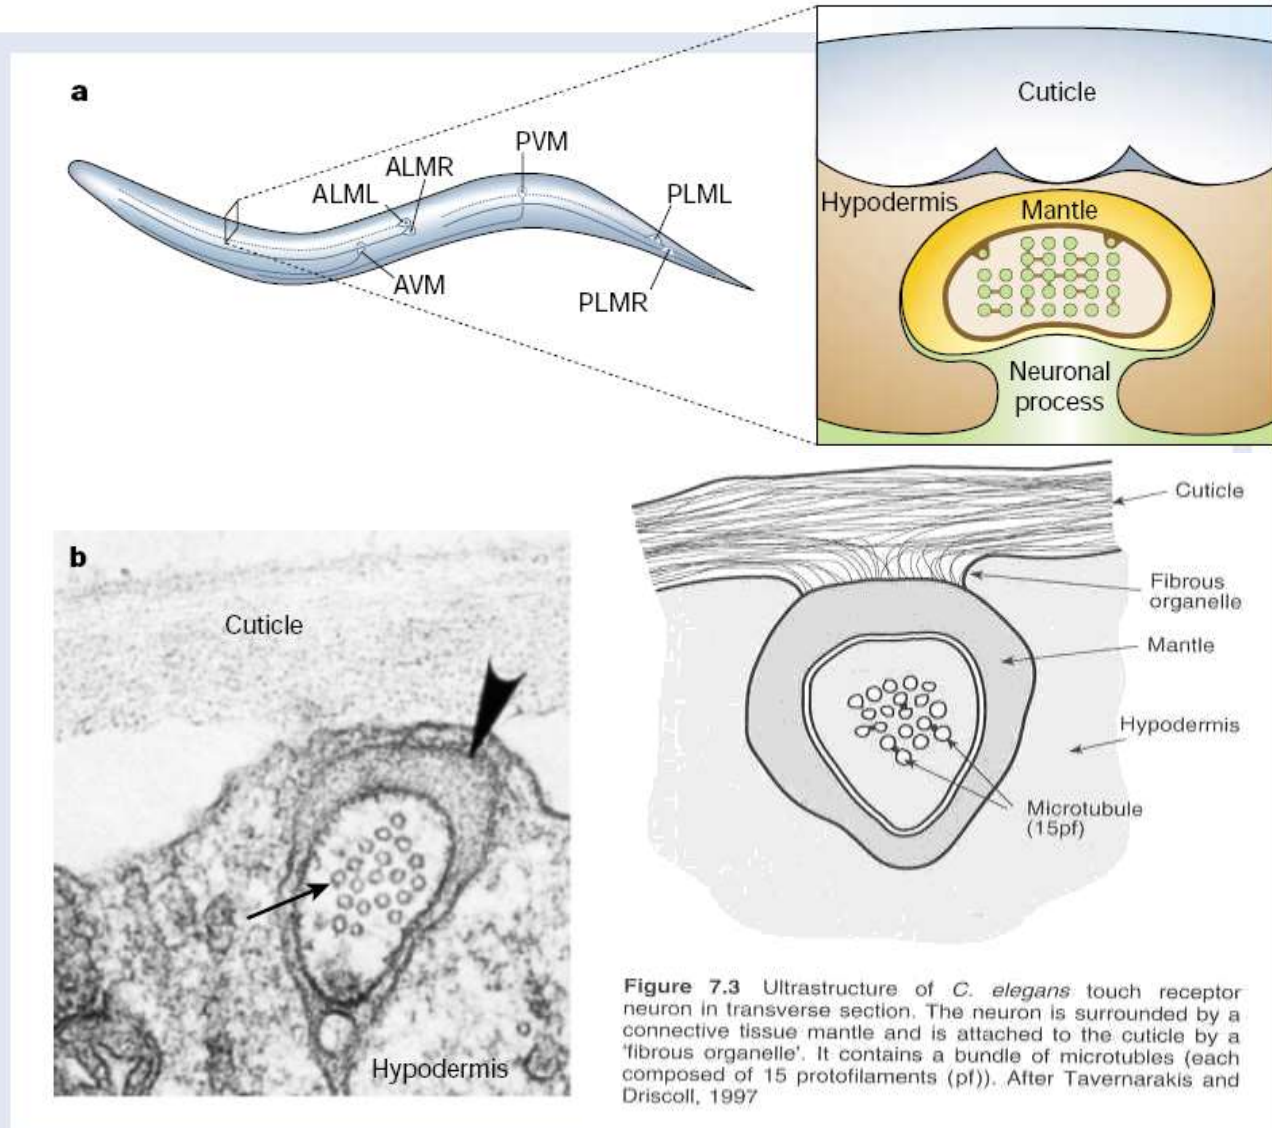 a
PVM
ALMR
ALML
PLML
AVM
PLMR
Cuticle
Hypodermis
Mantle
Neuronal
process
b
Cuticle
Hypodermis
Cuticle
Fibrous
organelle
Mantle
Hypodermis
Microtubule
(15pf)
Figure 7.3 Ultrastructure of C. elegans touch receptor
neuron in transverse section. The neuron is surrounded by a
connective tissue mantle and is attached to the cuticle by a
'fibrous organelle'. It contains a bundle of microtubles (each
composed of 15 protofilaments (pf)). After Tavernarakis and
Driscoll, 1997